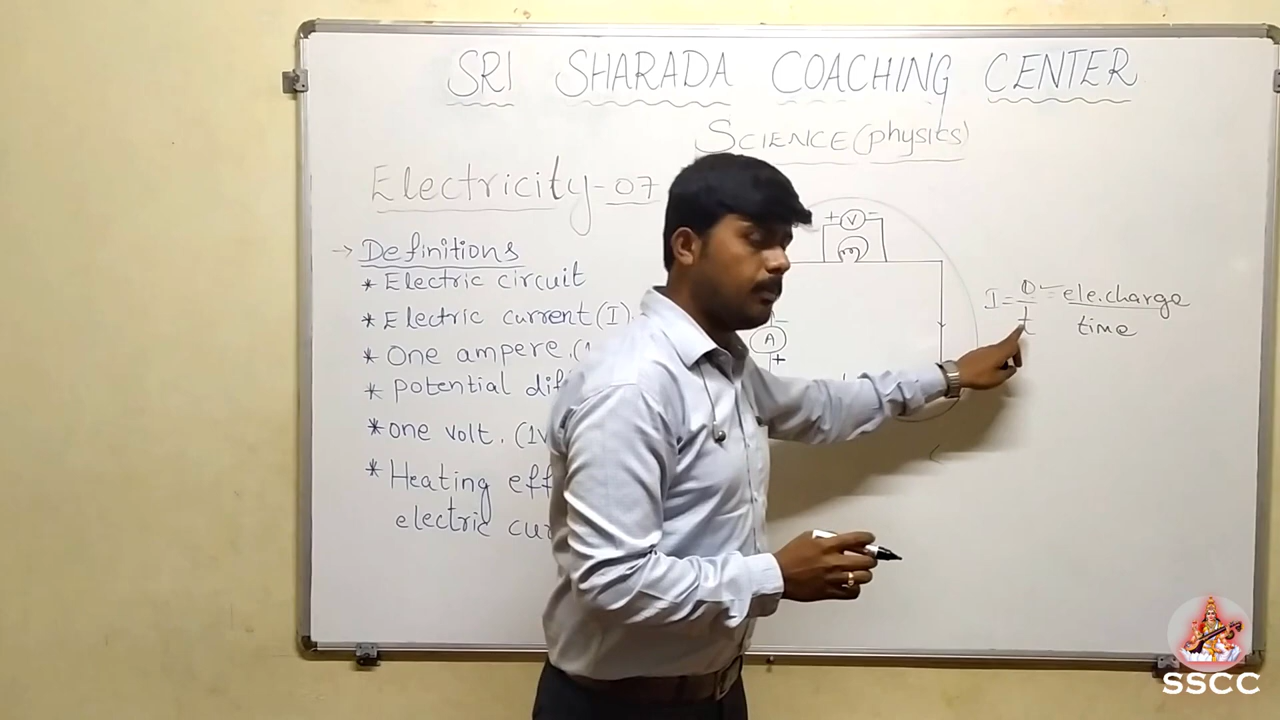 SRI SHARADA COACHING CENTER
SCIENCE (physics)
Electricity-07
→ Definitions
* Electric circuit
* Electric current (I)
* One ampere. (1
* potential dif
* one volt. (1V
* Heating eff
electric cur
+ V -
A
-
+
I = Q = ele.charge
t time
SSCC